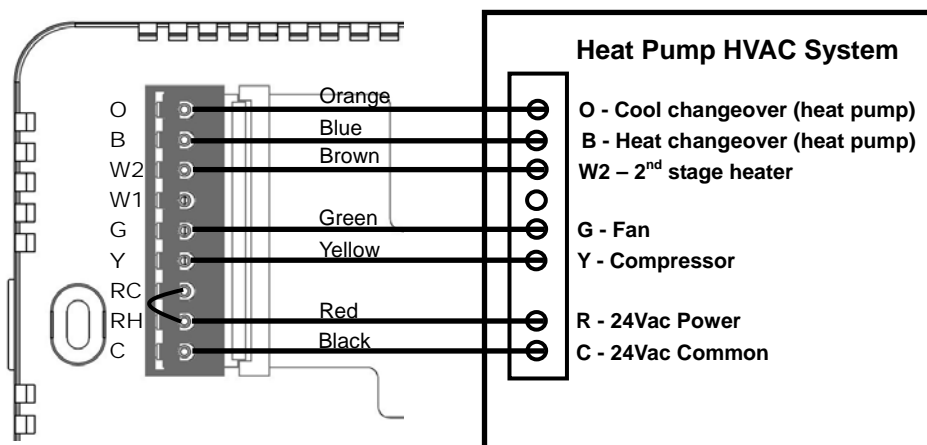 Heat Pump HVAC System
O Orange O - Cool changeover (heat pump)
B Blue B - Heat changeover (heat pump)
W2 Brown W2 – 2nd stage heater
W1
G Green G - Fan
Y Yellow Y - Compressor
RC
RH Red R - 24Vac Power
C Black C - 24Vac Common